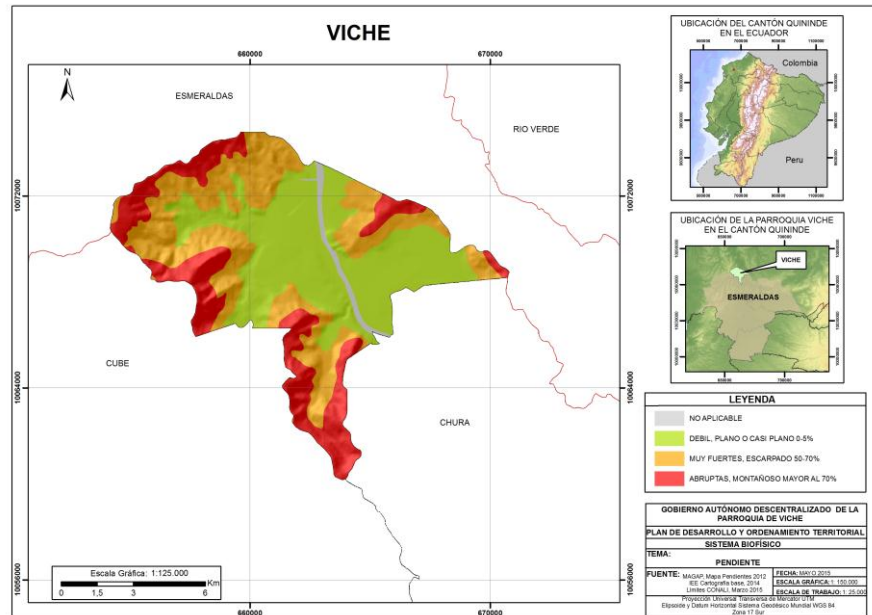 VICHE
660000
670000
N
ESMERALDAS
RIO VERDE
10072000
10072000
CUBE
CHURA
10064000
10064000
10056000
10056000
Escala Gráfica: 1:125.000
0 1,5 3 6
Km
660000
670000
UBICACIÓN DEL CANTÓN QUININDE
EN EL ECUADOR
Colombia
Peru
UBICACIÓN DE LA PARROQUIA VICHE
EN EL CANTÓN QUININDE
VICHE
ESMERALDAS
LEYENDA
NO APLICABLE
DEBIL, PLANO O CASI PLANO 0-5%
MUY FUERTES, ESCARPADO 50-70%
ABRUPTAS, MONTAÑOSO MAYOR AL 70%
GOBIERNO AUTÓNOMO DESCENTRALIZADO DE LA
PARROQUIA DE VICHE
PLAN DE DESARROLLO Y ORDENAMIENTO TERRITORIAL
SISTEMA BIOFÍSICO
TEMA:
PENDIENTE
FUENTE: MAGAP, Mapa Pendientes 2012
IEE Cartografía base, 2014
Limites CONALI, Marzo 2015
FECHA: MAYO 2015
ESCALA GRÁFICA: 1: 150.000
ESCALA DE TRABAJO: 1: 25.000
Proyección Universal Transversa de Mercator UTM
Elipsoide y Datum Horizontal Sistema Geodésico Mundial WGS 84
Zona 17 Sur